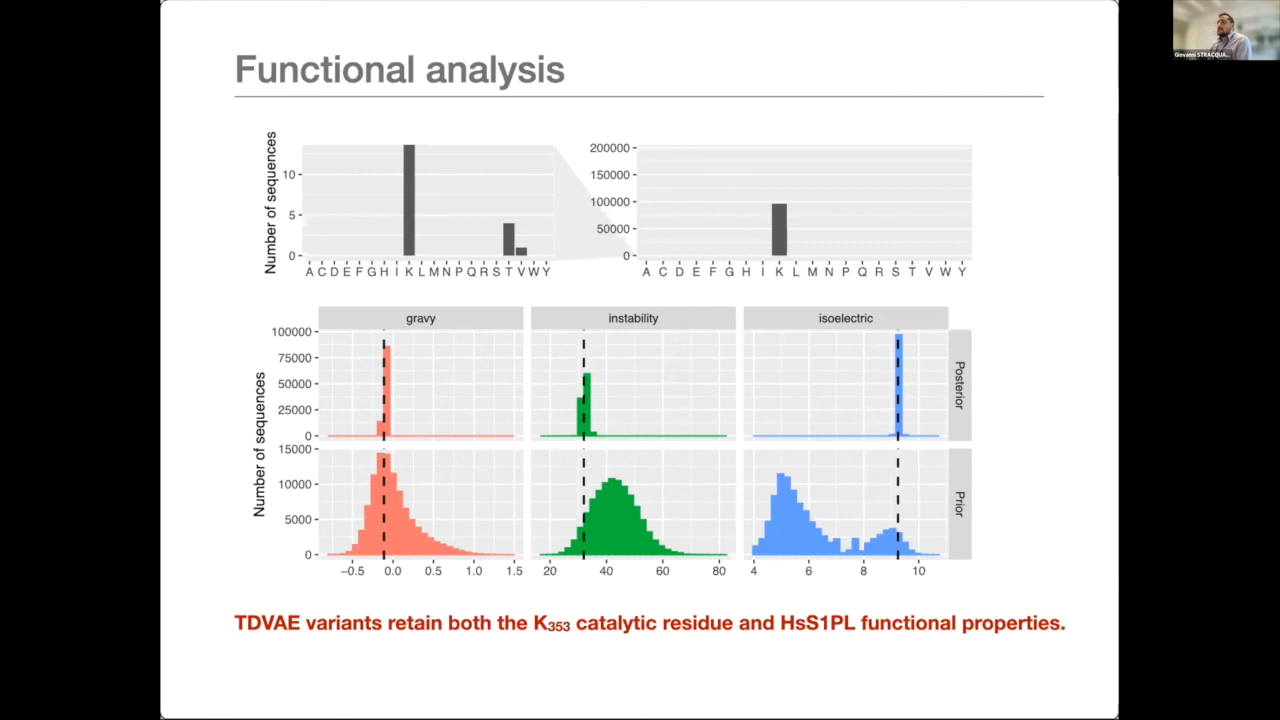 Functional analysis
Number of sequences
10
5
0
A C D E F G H I K L M N P Q R S T V W Y
200000
150000
100000
50000
0
A C D E F G H I K L M N P Q R S T V W Y
Number of sequences
gravy
instability
isoelectric
100000
75000
50000
25000
0
Posterior
15000
10000
5000
0
Prior
−0.5 0.0 0.5 1.0 1.5
20 40 60 80
4 6 8 10
TDVAE variants retain both the K353 catalytic residue and HsS1PL functional properties.
Giovanni STRACQUA...